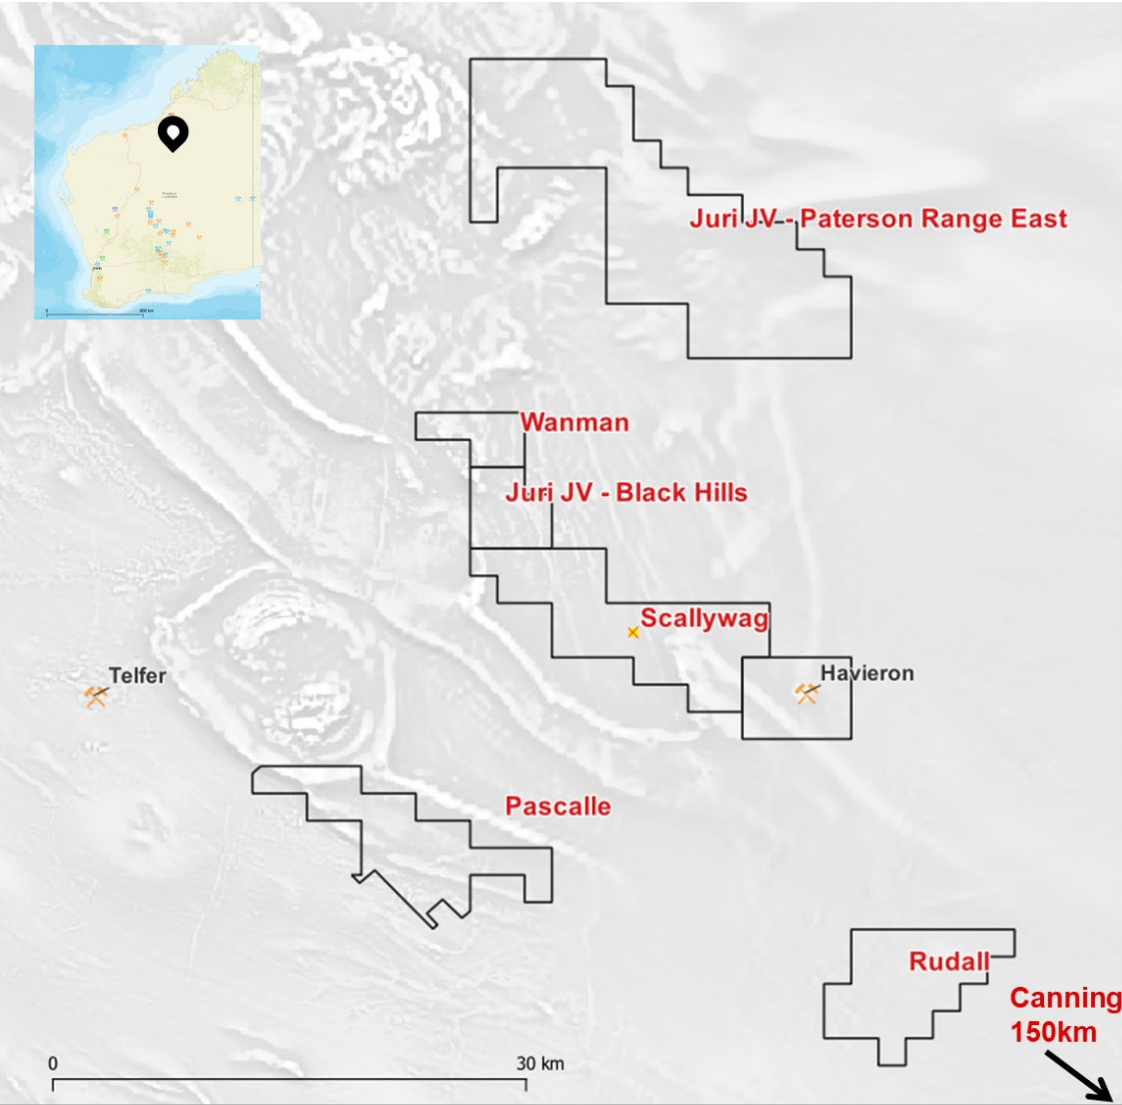 Juri JV - Paterson Range East
Wanman
Juri JV - Black Hills
Scallywag
Telfer
Havieron
Pascalle
Rudall
Canning
150km
0
30 km